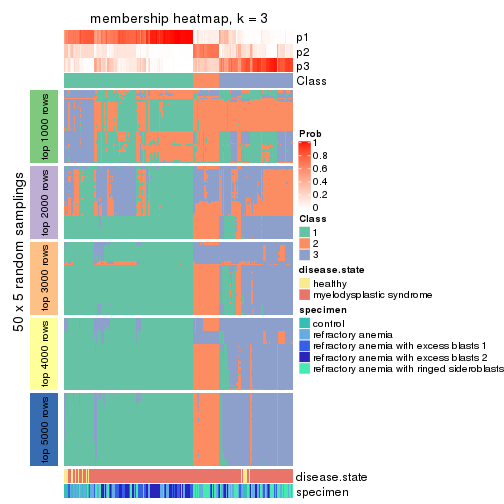 membership heatmap, k = 3
p1
p2
p3
Class
50 x 5 random samplings
top 1000 rows
top 2000 rows
top 3000 rows
top 4000 rows
top 5000 rows
Prob
1
0.8
0.6
0.4
0.2
0
Class
1
2
3
disease.state
healthy
myelodysplastic syndrome
specimen
control
refractory anemia
refractory anemia with excess blasts 1
refractory anemia with excess blasts 2
refractory anemia with ringed sideroblasts
disease.state
specimen